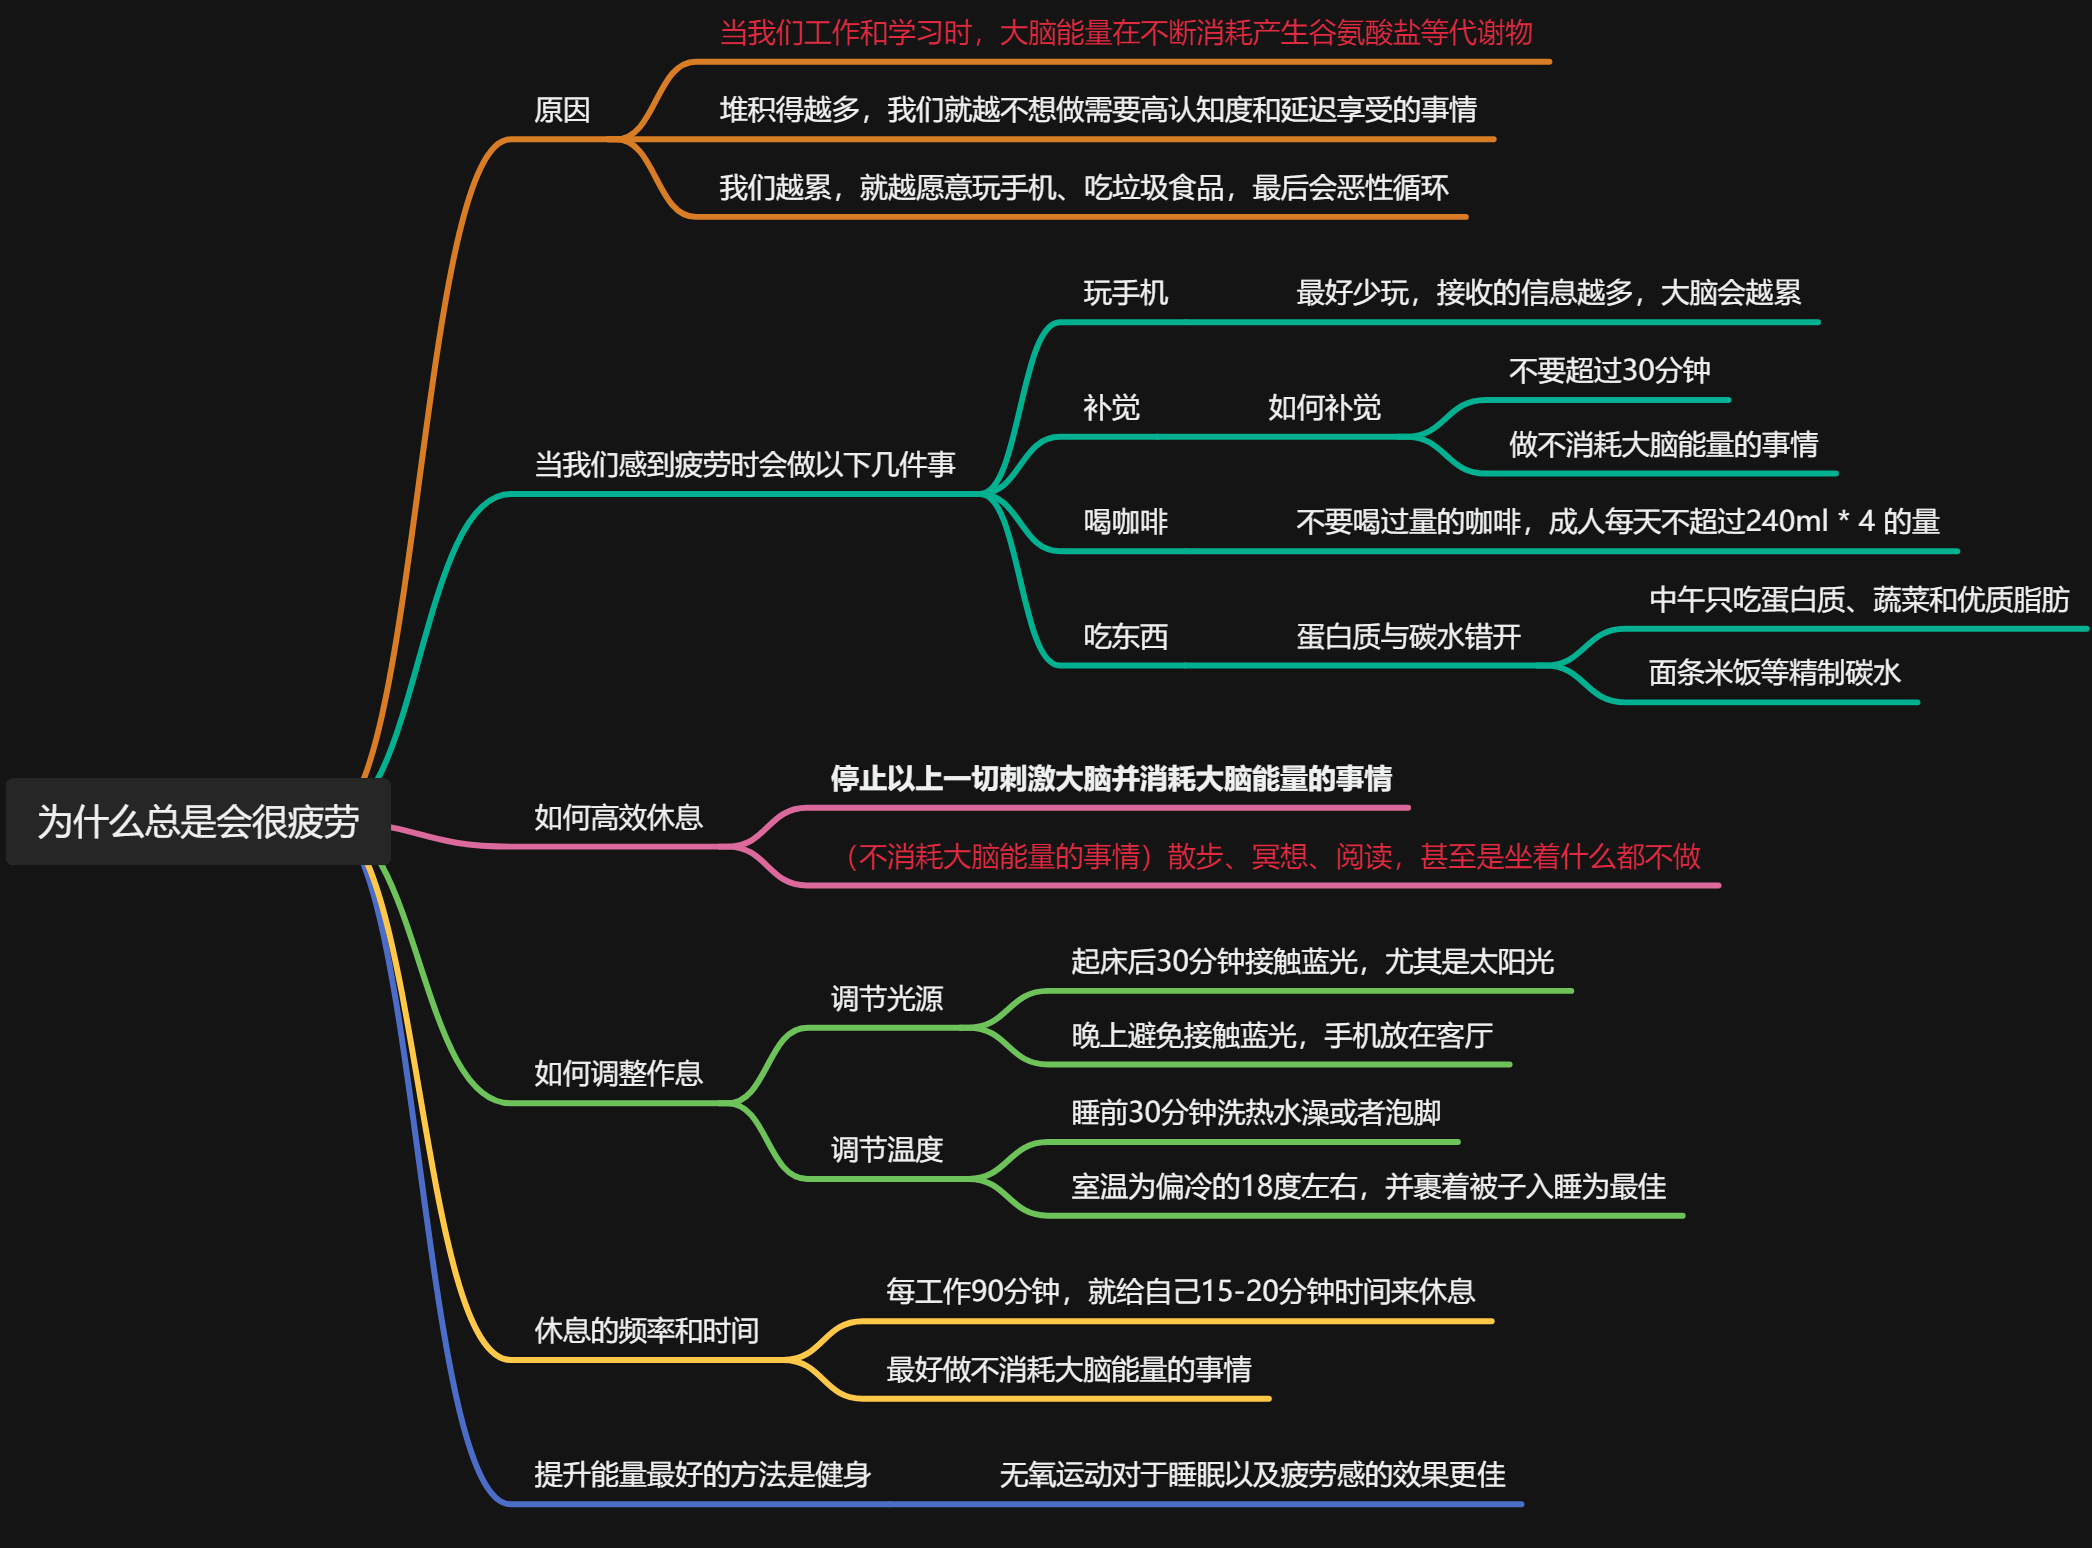 为什么总是会很疲劳
原因
当我们工作和学习时，大脑能量在不断消耗产生谷氨酸盐等代谢物
堆积得越多，我们就越不想做需要高认知度和延迟享受的事情
我们越累，就越愿意玩手机、吃垃圾食品，最后会恶性循环
当我们感到疲劳时会做以下几件事
玩手机
最好少玩，接收的信息越多，大脑会越累
补觉
如何补觉
不要超过30分钟
做不消耗大脑能量的事情
喝咖啡
不要喝过量的咖啡，成人每天不超过240ml * 4 的量
吃东西
蛋白质与碳水错开
中午只吃蛋白质、蔬菜和优质脂肪
面条米饭等精制碳水
如何高效休息
停止以上一切刺激大脑并消耗大脑能量的事情
（不消耗大脑能量的事情）散步、冥想、阅读，甚至是坐着什么都不做
如何调整作息
调节光源
起床后30分钟接触蓝光，尤其是太阳光
晚上避免接触蓝光，手机放在客厅
调节温度
睡前30分钟洗热水澡或者泡脚
室温为偏冷的18度左右，并裹着被子入睡为最佳
休息的频率和时间
每工作90分钟，就给自己15-20分钟时间来休息
最好做不消耗大脑能量的事情
提升能量最好的方法是健身
无氧运动对于睡眠以及疲劳感的效果更佳